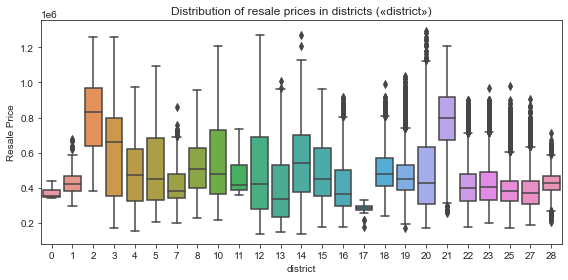 Distribution of resale prices in districts («district»)
1e6
1.2
1.0
0.8
0.6
0.4
0.2
Resale Price
0 1 2 3 4 5 6 7 8 10 11 12 13 14 15 16 17 18 19 20 21 22 23 25 27 28
district